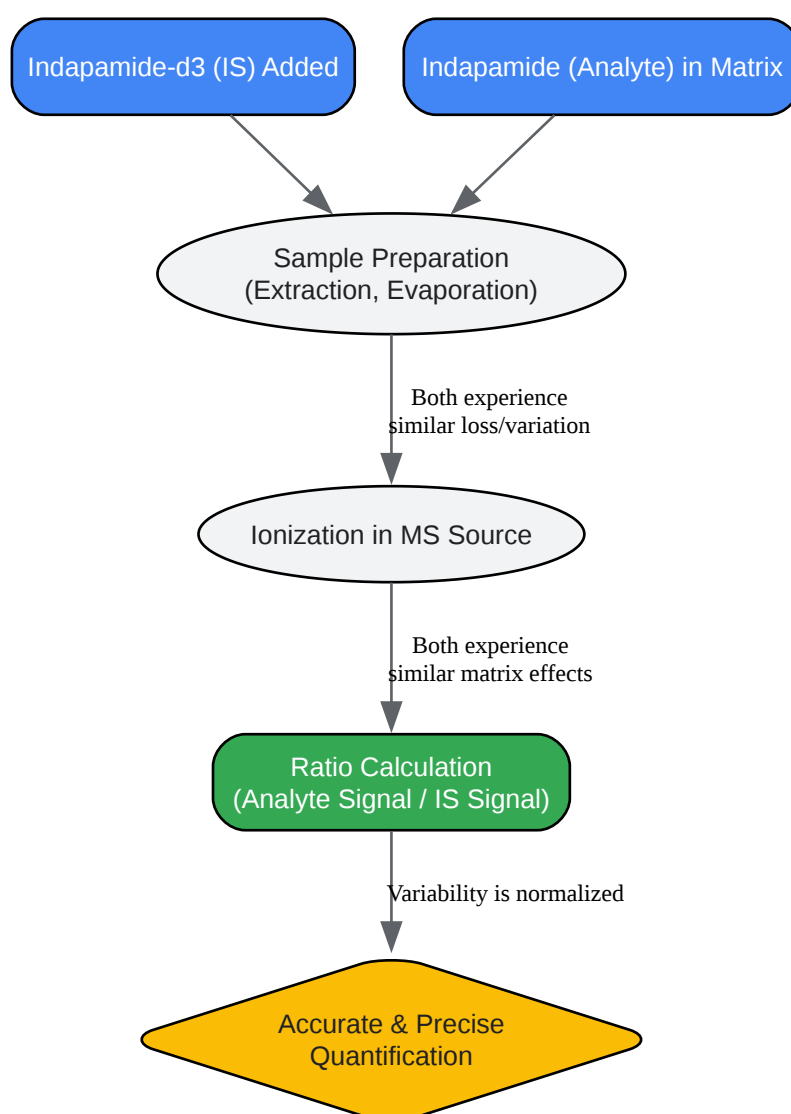 Indapamide-d3 (IS) Added
Indapamide (Analyte) in Matrix
Sample Preparation
(Extraction, Evaporation)
Both experience
similar loss/variation
Ionization in MS Source
Both experience
similar matrix effects
Ratio Calculation
(Analyte Signal / IS Signal)
Variability is normalized
Accurate & Precise
Quantification